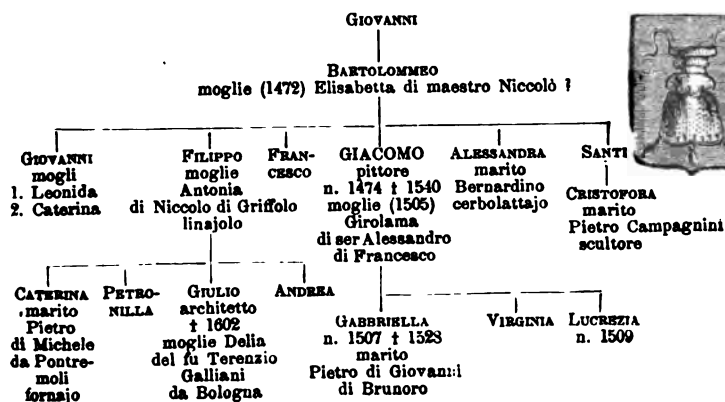 GIOVANNI
BARTOLOMMEO
moglie (1472) Elisabetta di maestro Niccolò ?
GIOVANNI
mogli
1. Leonida
2. Caterina
FILIPPO
moglie
Antonia
di Niccolo di Griffolo
linajolo
FRAN-
CESCO
GIACOMO
pittore
n. 1474 † 1540
moglie (1505)
Girolama
di ser Alessandro
di Francesco
ALESSANDRA
marito
Bernardino
cerbolattajo
SANTI
CRISTOFORA
marito
Pietro Campagnini
scultore
CATERINA
marito
Pietro
di Michele
da Pontre-
moli
fornajo
PETRO-
NILLA
GIULIO
architetto
† 1602
moglie Delia
del fu Terenzio
Galliani
da Bologna
ANDREA
GABBRIELLA
n. 1507 † 1528
marito
Pietro di Giovanni
di Brunoro
VIRGINIA
LUCREZIA
n. 1509